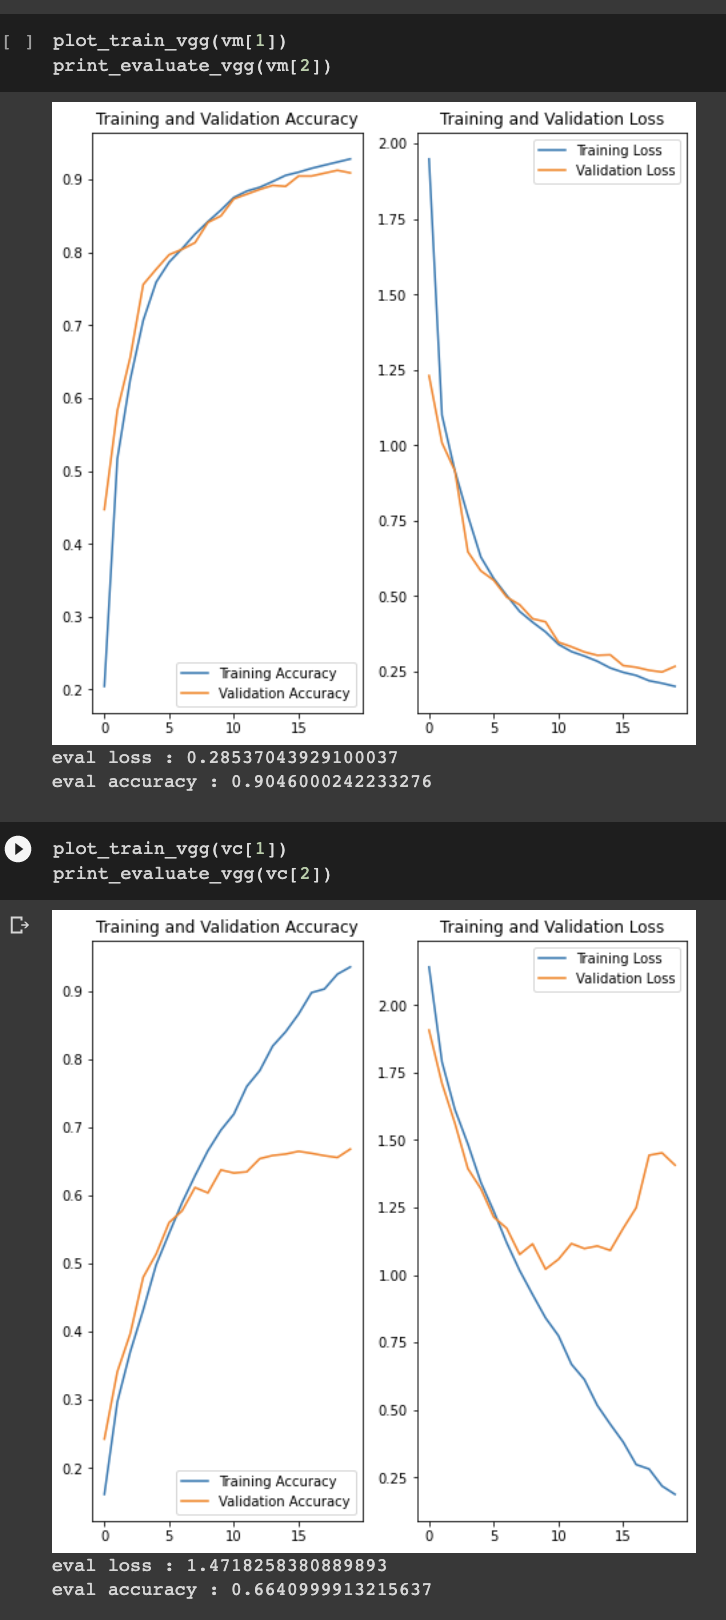 [ ] plot_train_vgg(vm[1])
print_evaluate_vgg(vm[2])
Training and Validation Accuracy
0.9
0.8
0.7
0.6
0.5
0.4
0.3
0.2
0 5 10 15
Training Accuracy
Validation Accuracy
Training and Validation Loss
2.00
1.75
1.50
1.25
1.00
0.75
0.50
0.25
0 5 10 15
Training Loss
Validation Loss
eval loss : 0.28537043929100037
eval accuracy : 0.9046000242233276
plot_train_vgg(vc[1])
print_evaluate_vgg(vc[2])
Training and Validation Accuracy
0.9
0.8
0.7
0.6
0.5
0.4
0.3
0.2
0 5 10 15
Training Accuracy
Validation Accuracy
Training and Validation Loss
2.00
1.75
1.50
1.25
1.00
0.75
0.50
0.25
0 5 10 15
Training Loss
Validation Loss
eval loss : 1.4718258380889893
eval accuracy : 0.6640999913215637